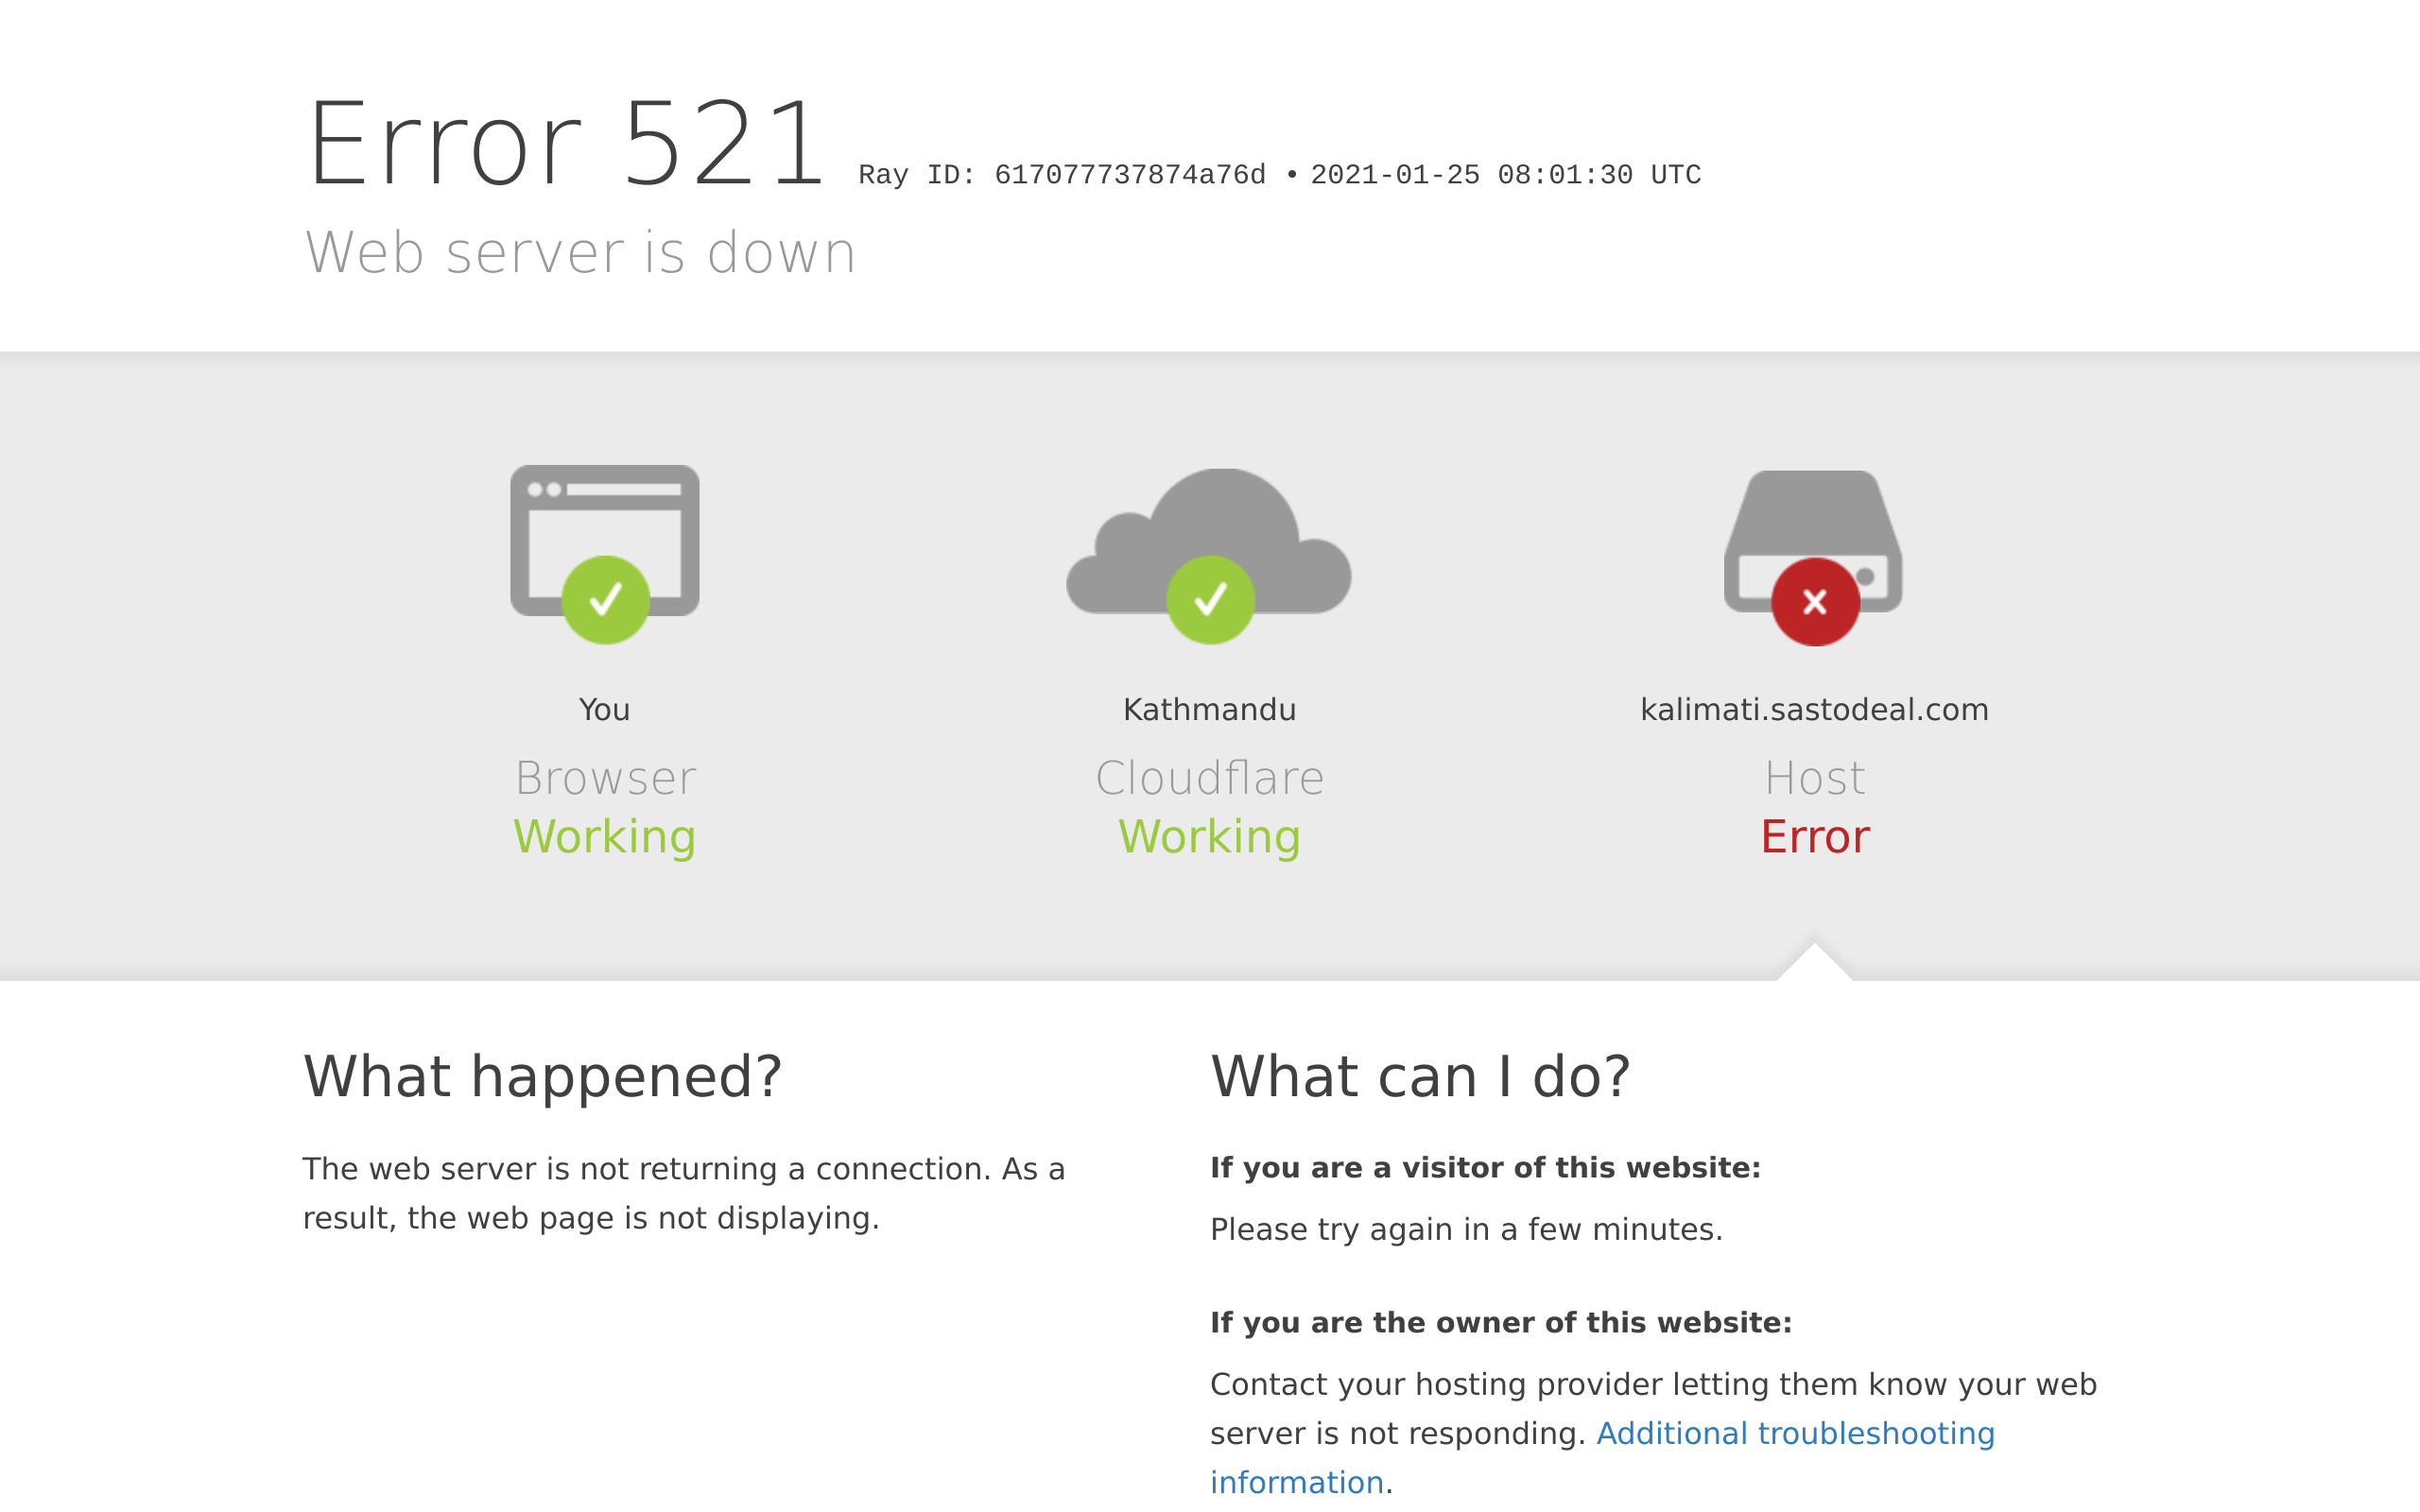 Error 521 Ray ID: 617077737874a76d • 2021-01-25 08:01:30 UTC
Web server is down
You
Browser
Working
Kathmandu
Cloudflare
Working
kalimati.sastodeal.com
Host
Error
What happened?
The web server is not returning a connection. As a
result, the web page is not displaying.
What can I do?
If you are a visitor of this website:
Please try again in a few minutes.
If you are the owner of this website:
Contact your hosting provider letting them know your web
server is not responding. Additional troubleshooting
information.